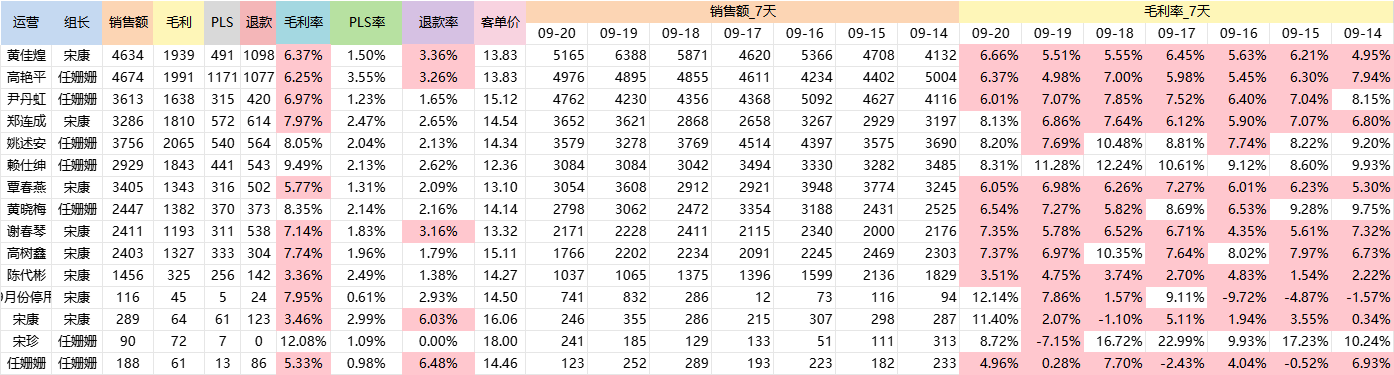 运营 组长 销售额 毛利 PLS 退款 毛利率 PLS率 退款率 客单价 销售额_7天 毛利率_7天
09-20 09-19 09-18 09-17 09-16 09-15 09-14 09-20 09-19 09-18 09-17 09-16 09-15 09-14
黄佳煌 宋康 4634 1939 491 1098 6.37% 1.50% 3.36% 13.83 5165 6388 5871 4620 5366 4708 4132 6.66% 5.51% 5.55% 6.45% 5.63% 6.21% 4.95%
高艳平 任姗姗 4674 1991 1171 1077 6.25% 3.55% 3.26% 13.83 4976 4895 4855 4611 4234 4402 5004 6.37% 4.98% 7.00% 5.98% 5.45% 6.30% 7.94%
尹丹虹 任姗姗 3613 1638 315 420 6.97% 1.23% 1.65% 15.12 4762 4230 4356 4368 5092 4627 4116 6.01% 7.07% 7.85% 7.52% 6.40% 7.04% 8.15%
郑连成 宋康 3286 1810 572 614 7.97% 2.47% 2.65% 14.54 3652 3621 2868 2658 3267 2929 3197 8.13% 6.86% 7.64% 6.12% 5.90% 7.07% 6.80%
姚述安 任姗姗 3756 2065 540 564 8.05% 2.04% 2.13% 14.34 3579 3278 3769 4514 4397 3575 3690 8.20% 7.69% 10.48% 8.81% 7.74% 8.22% 9.20%
赖仕绅 任姗姗 2929 1843 441 543 9.49% 2.13% 2.62% 12.36 3084 3084 3042 3494 3330 3282 3485 8.31% 11.28% 12.24% 10.61% 9.12% 8.60% 9.93%
覃春燕 宋康 3405 1343 316 502 5.77% 1.31% 2.09% 13.10 3054 3608 2912 2921 3948 3774 3245 6.05% 6.98% 6.26% 7.27% 6.01% 6.23% 5.30%
黄晓梅 任姗姗 2447 1382 370 373 8.35% 2.14% 2.16% 14.14 2798 3062 2472 3354 3188 2431 2525 6.54% 7.27% 5.82% 8.69% 6.53% 9.28% 9.75%
谢春琴 宋康 2411 1193 311 538 7.14% 1.83% 3.16% 13.32 2171 2228 2411 2115 2340 2000 2176 7.35% 5.78% 6.52% 6.71% 4.35% 5.61% 7.32%
高树鑫 宋康 2403 1327 333 304 7.74% 1.96% 1.79% 15.11 1766 2202 2334 2091 2245 2469 2303 7.37% 6.97% 10.35% 7.64% 8.02% 7.97% 6.73%
陈代彬 宋康 1456 325 256 142 3.36% 2.49% 1.38% 14.27 1037 1065 1375 1396 1599 2136 1829 3.51% 4.75% 3.74% 2.70% 4.83% 1.54% 2.22%
9月份停用 宋康 116 45 5 24 7.95% 0.61% 2.93% 14.50 741 832 286 12 73 116 94 12.14% 7.86% 1.57% 9.11% -9.72% -4.87% -1.57%
宋康 宋康 289 64 61 123 3.46% 2.99% 6.03% 16.06 246 355 286 215 307 298 287 11.40% 2.07% -1.10% 5.11% 1.94% 3.55% 0.34%
宋珍 任姗姗 90 72 7 0 12.08% 1.09% 0.00% 18.00 241 185 129 133 51 111 313 8.72% -7.15% 16.72% 22.99% 9.93% 17.23% 10.24%
任姗姗 任姗姗 188 61 13 86 5.33% 0.98% 6.48% 14.46 123 252 289 193 223 182 233 4.96% 0.28% 7.70% -2.43% 4.04% -0.52% 6.93%